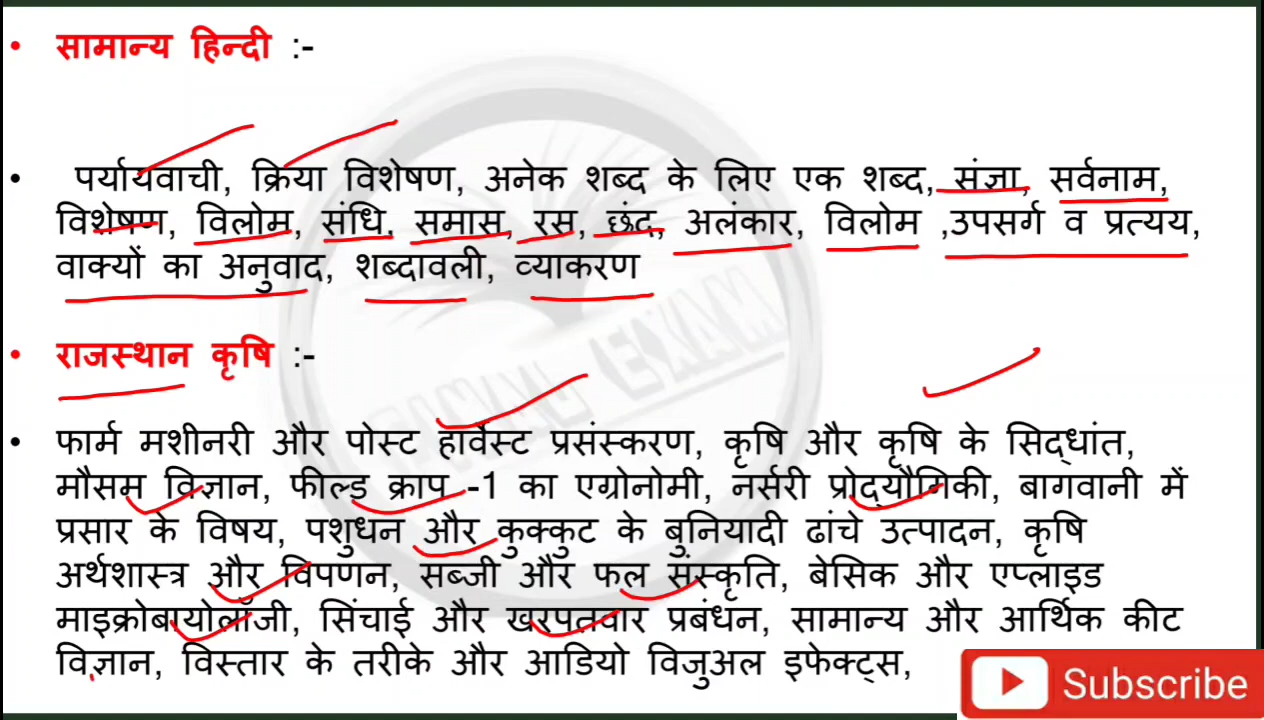 • सामान्य हिन्दी :-
• पर्यायवाची, क्रिया विशेषण, अनेक शब्द के लिए एक शब्द, संज्ञा, सर्वनाम,
विशेषण, विलोम, संधि, समास, रस, छंद, अलंकार, विलोम ,उपसर्ग व प्रत्यय,
वाक्यों का अनुवाद, शब्दावली, व्याकरण
• राजस्थान कृषि :-
• फार्म मशीनरी और पोस्ट हार्वेस्ट प्रसंस्करण, कृषि और कृषि के सिद्धांत,
मौसम विज्ञान, फील्ड क्राप -1 का एग्रोनोमी, नर्सरी प्रोद्यौगिकी, बागवानी में
प्रसार के विषय, पशुधन और कुक्कुट के बुनियादी ढांचे उत्पादन, कृषि
अर्थशास्त्र और विपणन, सब्जी और फल संस्कृति, बेसिक और एप्लाइड
माइक्रोबायोलॉजी, सिंचाई और खरपतवार प्रबंधन, सामान्य और आर्थिक कीट
विज्ञान, विस्तार के तरीके और आडियो विजुअल इफेक्ट्स,
Subscribe